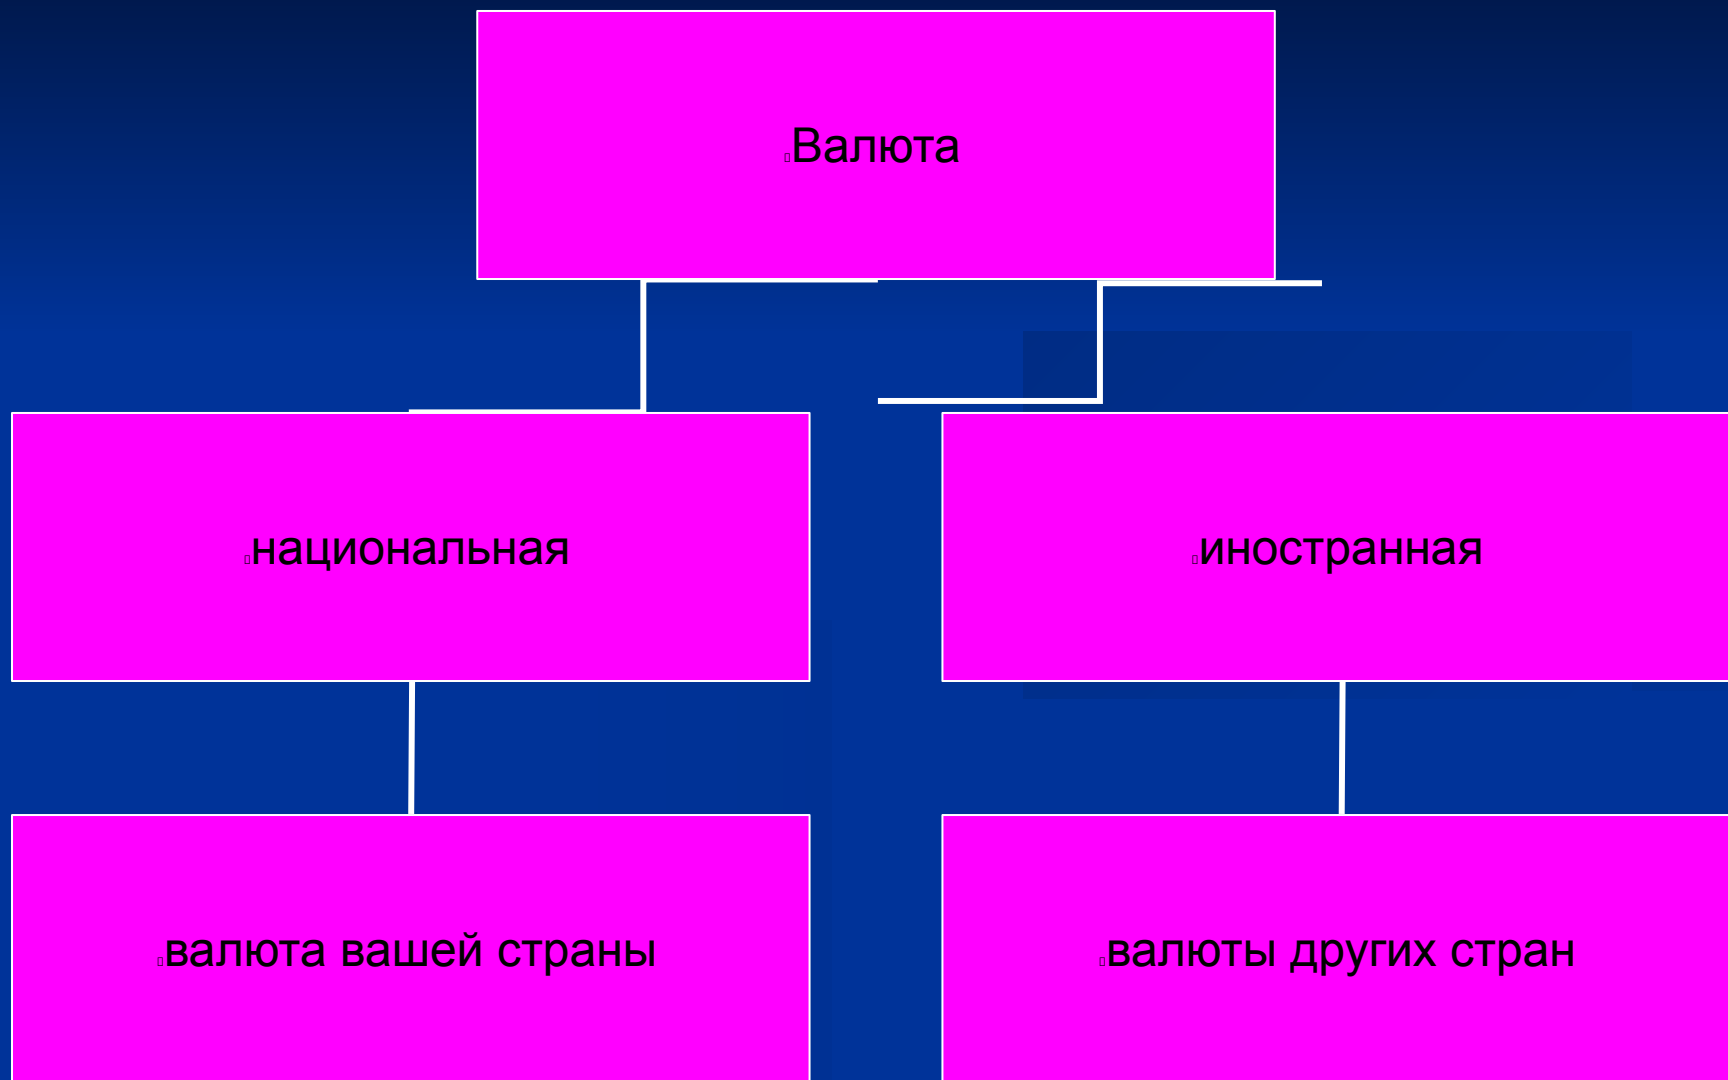 Валюта
национальная
иностранная
валюта вашей страны
валюты других стран